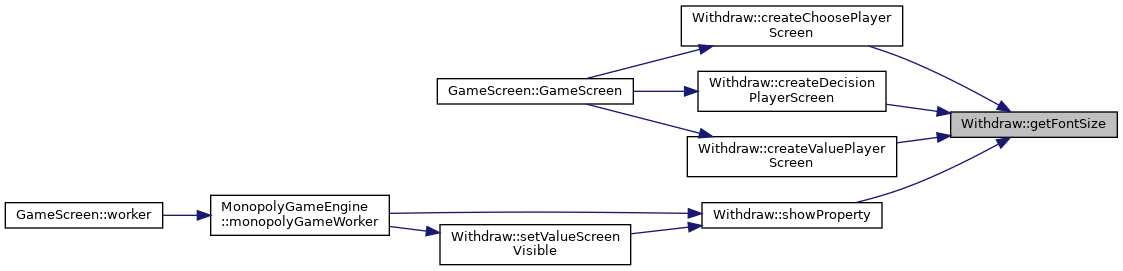 Withdraw::createChoosePlayer
Screen
GameScreen::GameScreen
Withdraw::createDecision
PlayerScreen
Withdraw::getFontSize
Withdraw::createValuePlayer
Screen
GameScreen::worker
MonopolyGameEngine
::monopolyGameWorker
Withdraw::showProperty
Withdraw::setValueScreen
Visible